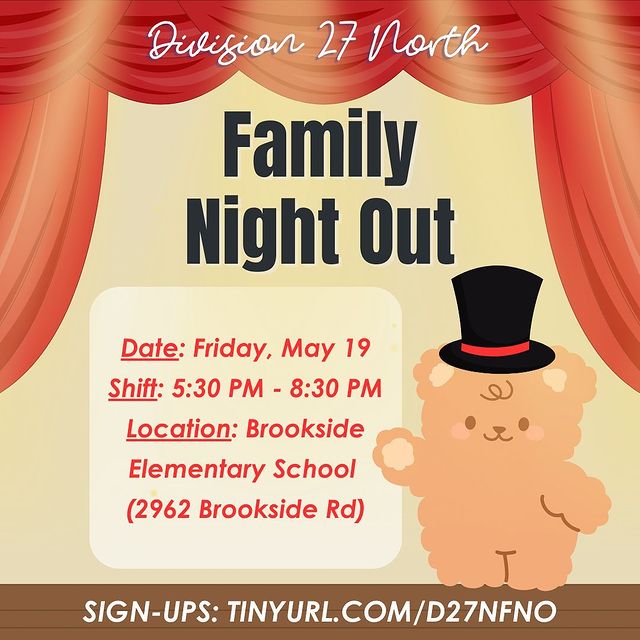 Division 27 North
Family
Night Out
Date: Friday, May 19
Shift: 5:30 PM - 8:30 PM
Location: Brookside
Elementary School
(2962 Brookside Rd)
SIGN-UPS: TINYURL.COM/D27NFNO